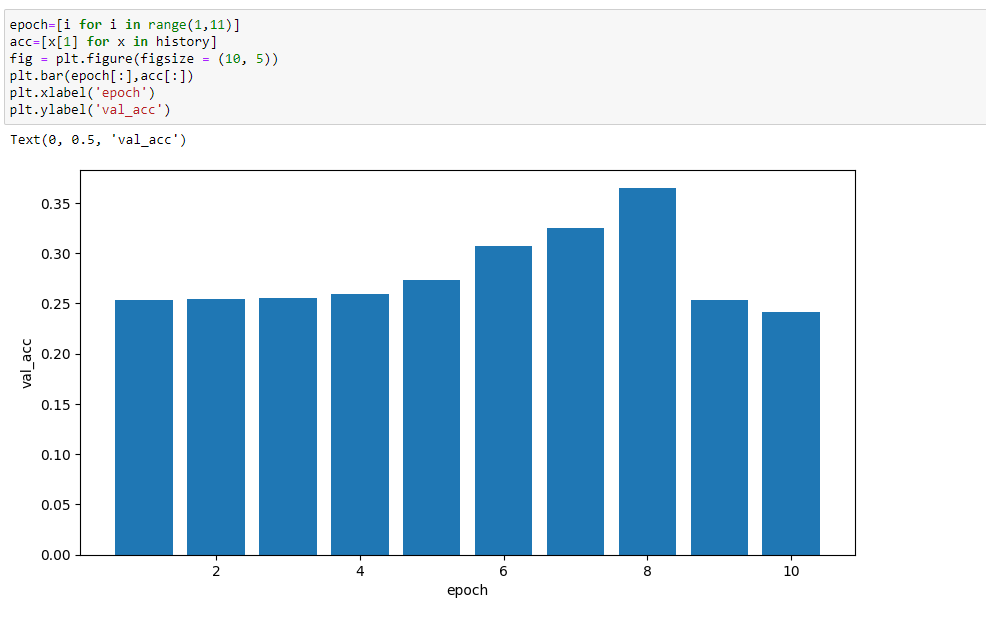 epoch=[i for i in range(1,11)]
acc=[x[1] for x in history]
fig = plt.figure(figsize = (10, 5))
plt.bar(epoch[:],acc[:])
plt.xlabel('epoch')
plt.ylabel('val_acc')
Text(0, 0.5, 'val_acc')
0.35
0.30
0.25
0.20
0.15
0.10
0.05
0.00
val_acc
2 4 6 8 10
epoch